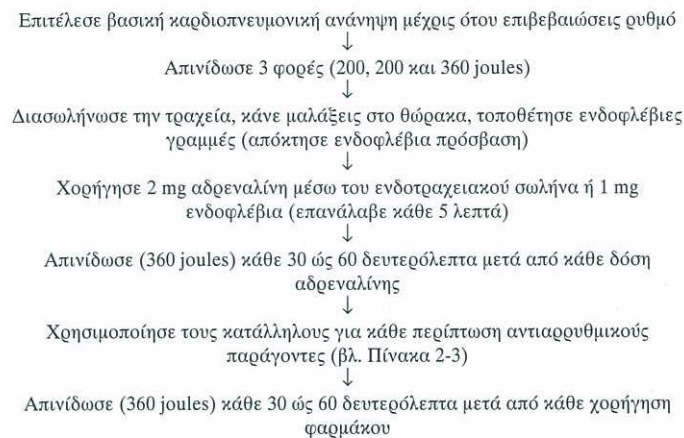 Επιτέλεσε βασική καρδιοπνευμονική ανάνηψη μέχρις ότου επιβεβαιώσεις ρυθμό
↓
Απινίδωσε 3 φορές (200, 200 και 360 joules)
↓
Διασωλήνωσε την τραχεία, κάνε μαλάξεις στο θώρακα, τοποθέτησε ενδοφλέβιες
γραμμές (απόκτησε ενδοφλέβια πρόσβαση)
↓
Χορήγησε 2 mg αδρεναλίνη μέσω του ενδοτραχειακού σωλήνα ή 1 mg
ενδοφλέβια (επανάλαβε κάθε 5 λεπτά)
↓
Απινίδωσε (360 joules) κάθε 30 ώς 60 δευτερόλεπτα μετά από κάθε δόση
αδρεναλίνης
↓
Χρησιμοποίησε τους κατάλληλους για κάθε περίπτωση αντιαρρυθμικούς
παράγοντες (βλ. Πίνακα 2-3)
↓
Απινίδωσε (360 joules) κάθε 30 ώς 60 δευτερόλεπτα μετά από κάθε χορήγηση
φαρμάκου